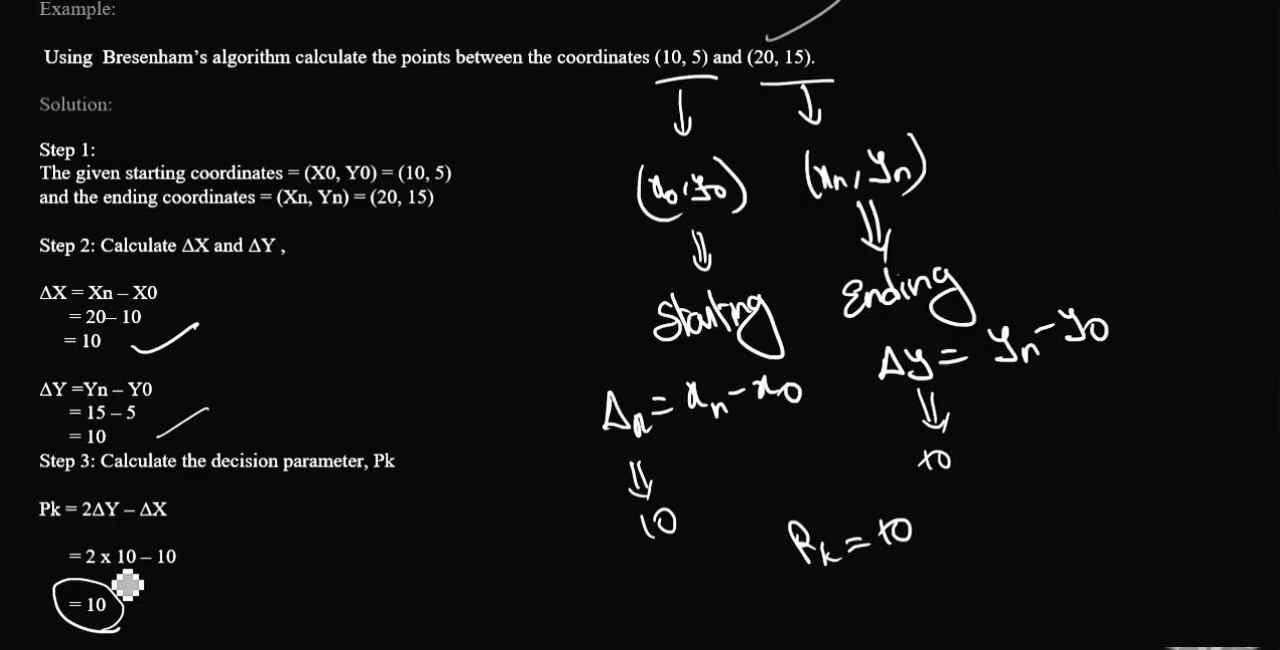 Example:
Using Bresenham's algorithm calculate the points between the coordinates (10, 5) and (20, 15).
Solution:
Step 1:
The given starting coordinates = (X0, Y0) = (10, 5)
and the ending coordinates = (Xn, Yn) = (20, 15)
Step 2: Calculate ΔX and ΔY ,
ΔX = Xn – X0
= 20– 10
= 10
ΔY =Yn – Y0
= 15 – 5
= 10
Step 3: Calculate the decision parameter, Pk
Pk = 2ΔY – ΔX
= 2 x 10 – 10
= 10
(x0, y0)
(xn, yn)
Starting
Ending
Δx = xn - x0
Δy = yn - y0
10
10
Pk = 10